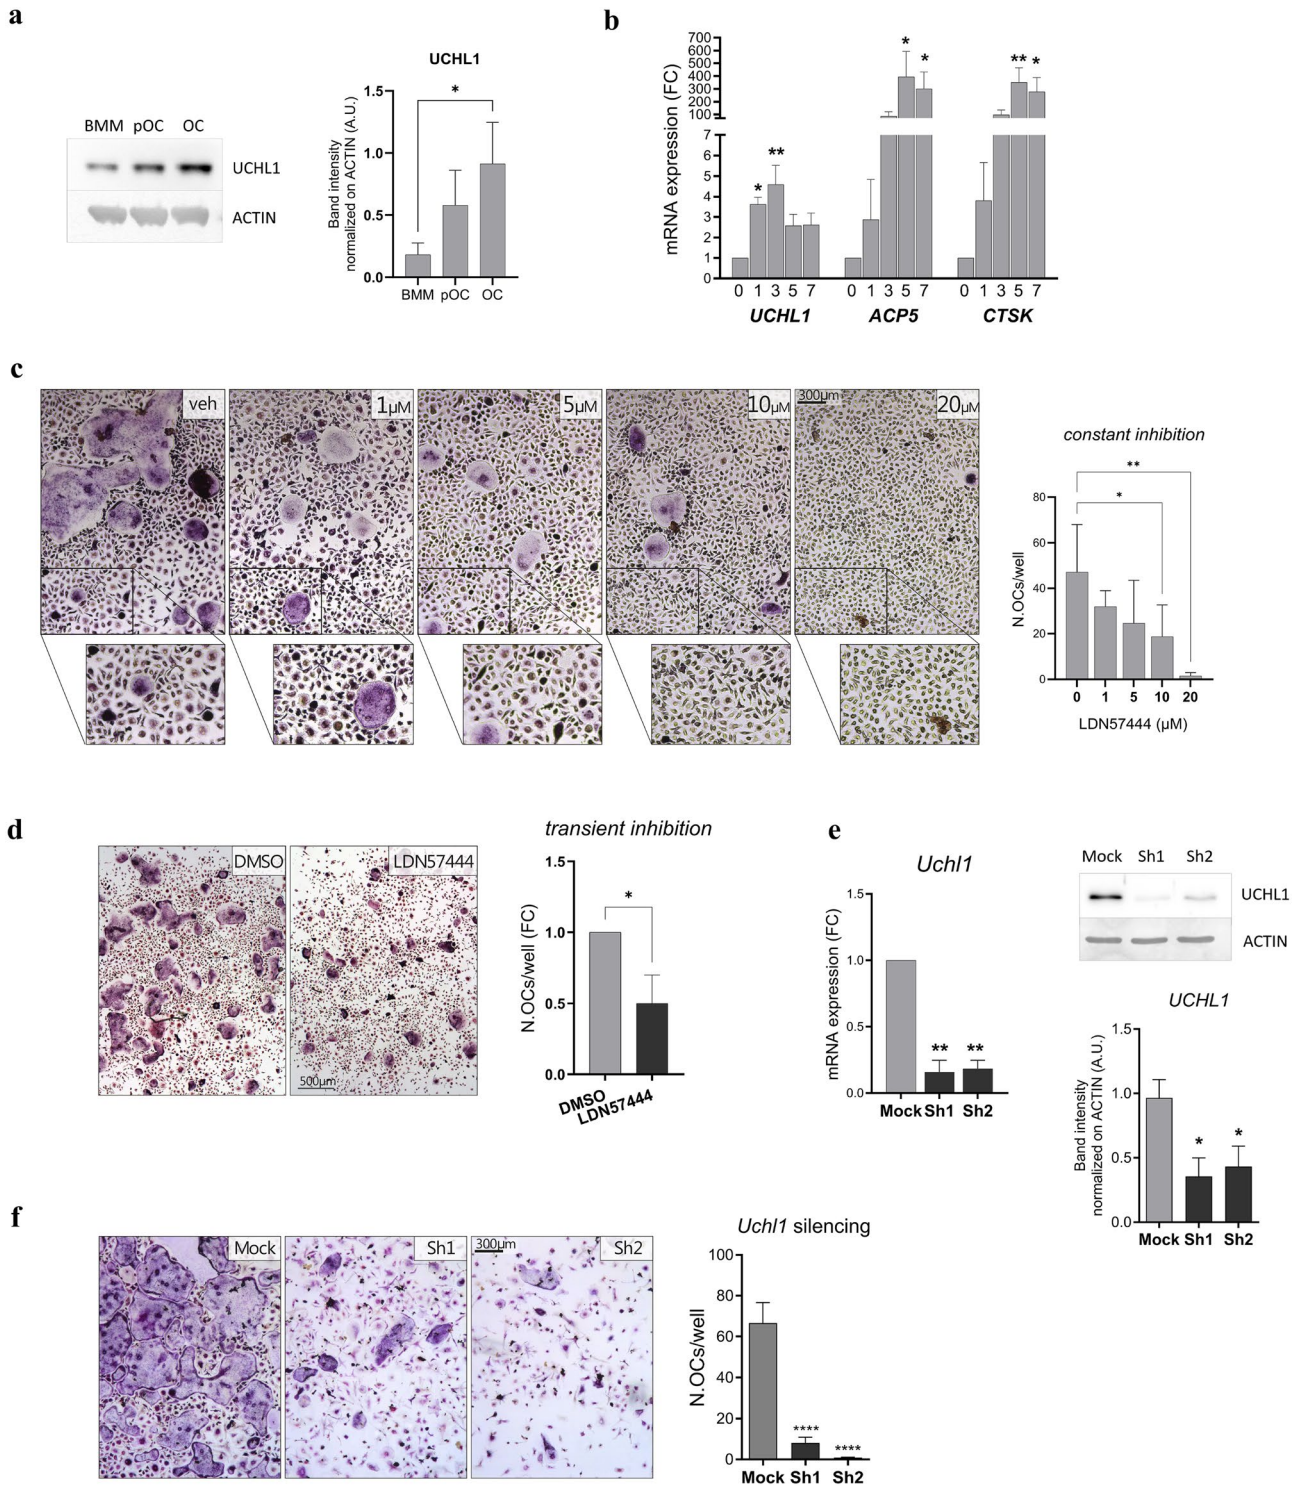 a
BMM pOC OC
UCHL1
ACTIN
UCHL1
*
Band intensity
normalized on ACTIN (A.U.)
1.5
1.0
0.5
0.0
BMM pOC OC
b
mRNA expression (FC)
700
600
500
400
300
200
100
7
6
5
4
3
2
1
0
* ** * * ** *
0 1 3 5 7 0 1 3 5 7 0 1 3 5 7
UCHL1 ACP5 CTSK
c
veh
1µM
5µM
10µM
300µm
20µM
constant inhibition
**
*
N.OCs/well
80
60
40
20
0
0 1 5 10 20
LDN57444 (µM)
d
DMSO
LDN57444
500µm
transient inhibition
*
N.OCs/well (FC)
1.5
1.0
0.5
0.0
DMSO
LDN57444
e
Uchl1
mRNA expression (FC)
1.5
1.0
0.5
0.0
** **
Mock Sh1 Sh2
Mock Sh1 Sh2
UCHL1
ACTIN
UCHL1
Band intensity
normalized on ACTIN (A.U.)
1.5
1.0
0.5
0.0
* *
Mock Sh1 Sh2
f
Mock
Sh1
300µm
Sh2
Uchl1 silencing
N.OCs/well
100
80
60
40
20
0
**** ****
Mock Sh1 Sh2